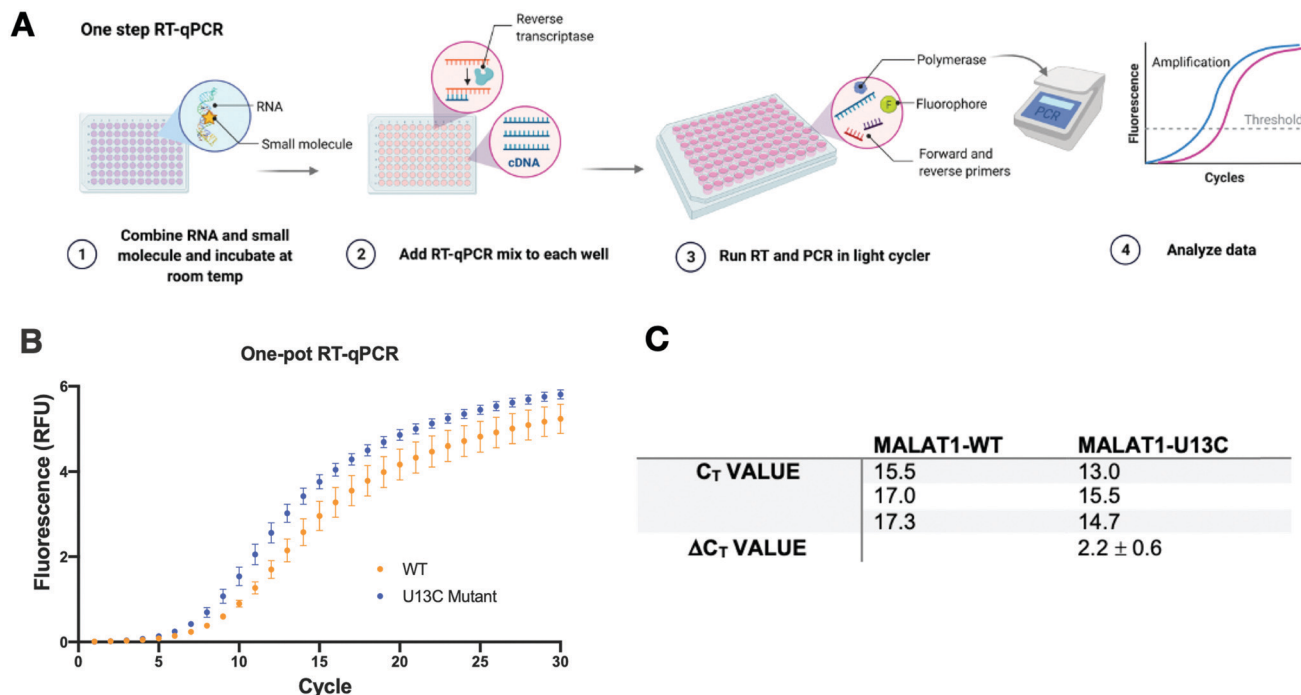 A
One step RT-qPCR
RNA
Small molecule
Reverse
transcriptase
cDNA
Polymerase
F
Fluorophore
Forward and
reverse primers
PCR
Fluorescence
Amplification
Threshold
Cycles
1
Combine RNA and small
molecule and incubate at
room temp
2
Add RT-qPCR mix to each well
3
Run RT and PCR in light cycler
4
Analyze data
B
One-pot RT-qPCR
Fluorescence (RFU)
6
4
2
0
WT
U13C Mutant
0 5 10 15 20 25 30
Cycle
C
MALAT1-WT MALAT1-U13C
C_T VALUE 15.5 13.0
17.0 15.5
17.3 14.7
ΔC_T VALUE 2.2 ± 0.6